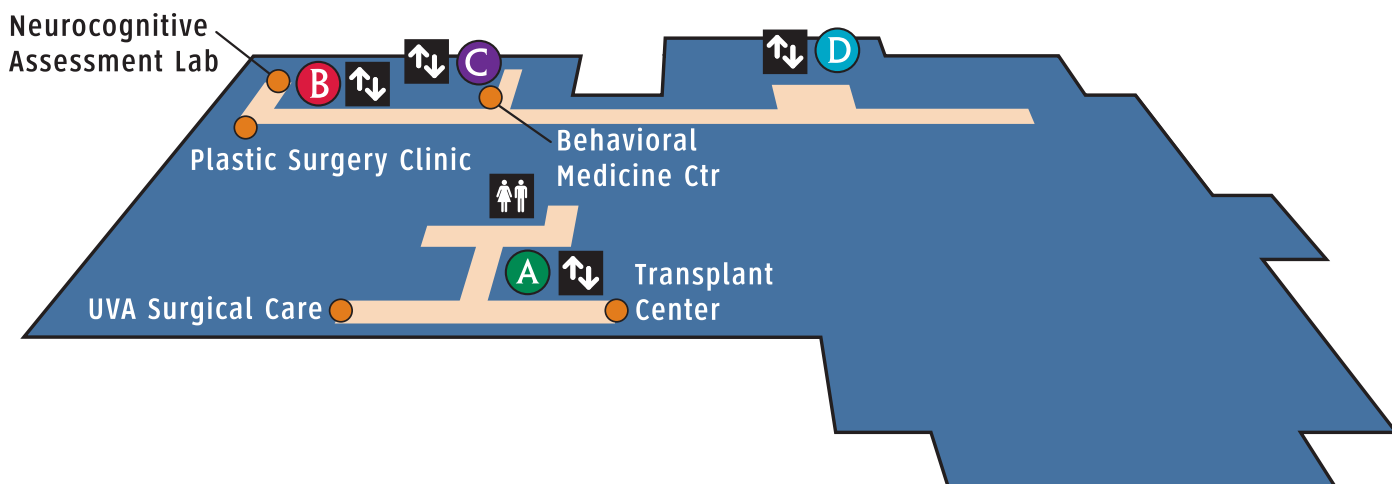 Neurocognitive
Assessment Lab
B
C
D
Behavioral
Medicine Ctr
Plastic Surgery Clinic
A
Transplant
Center
UVA Surgical Care